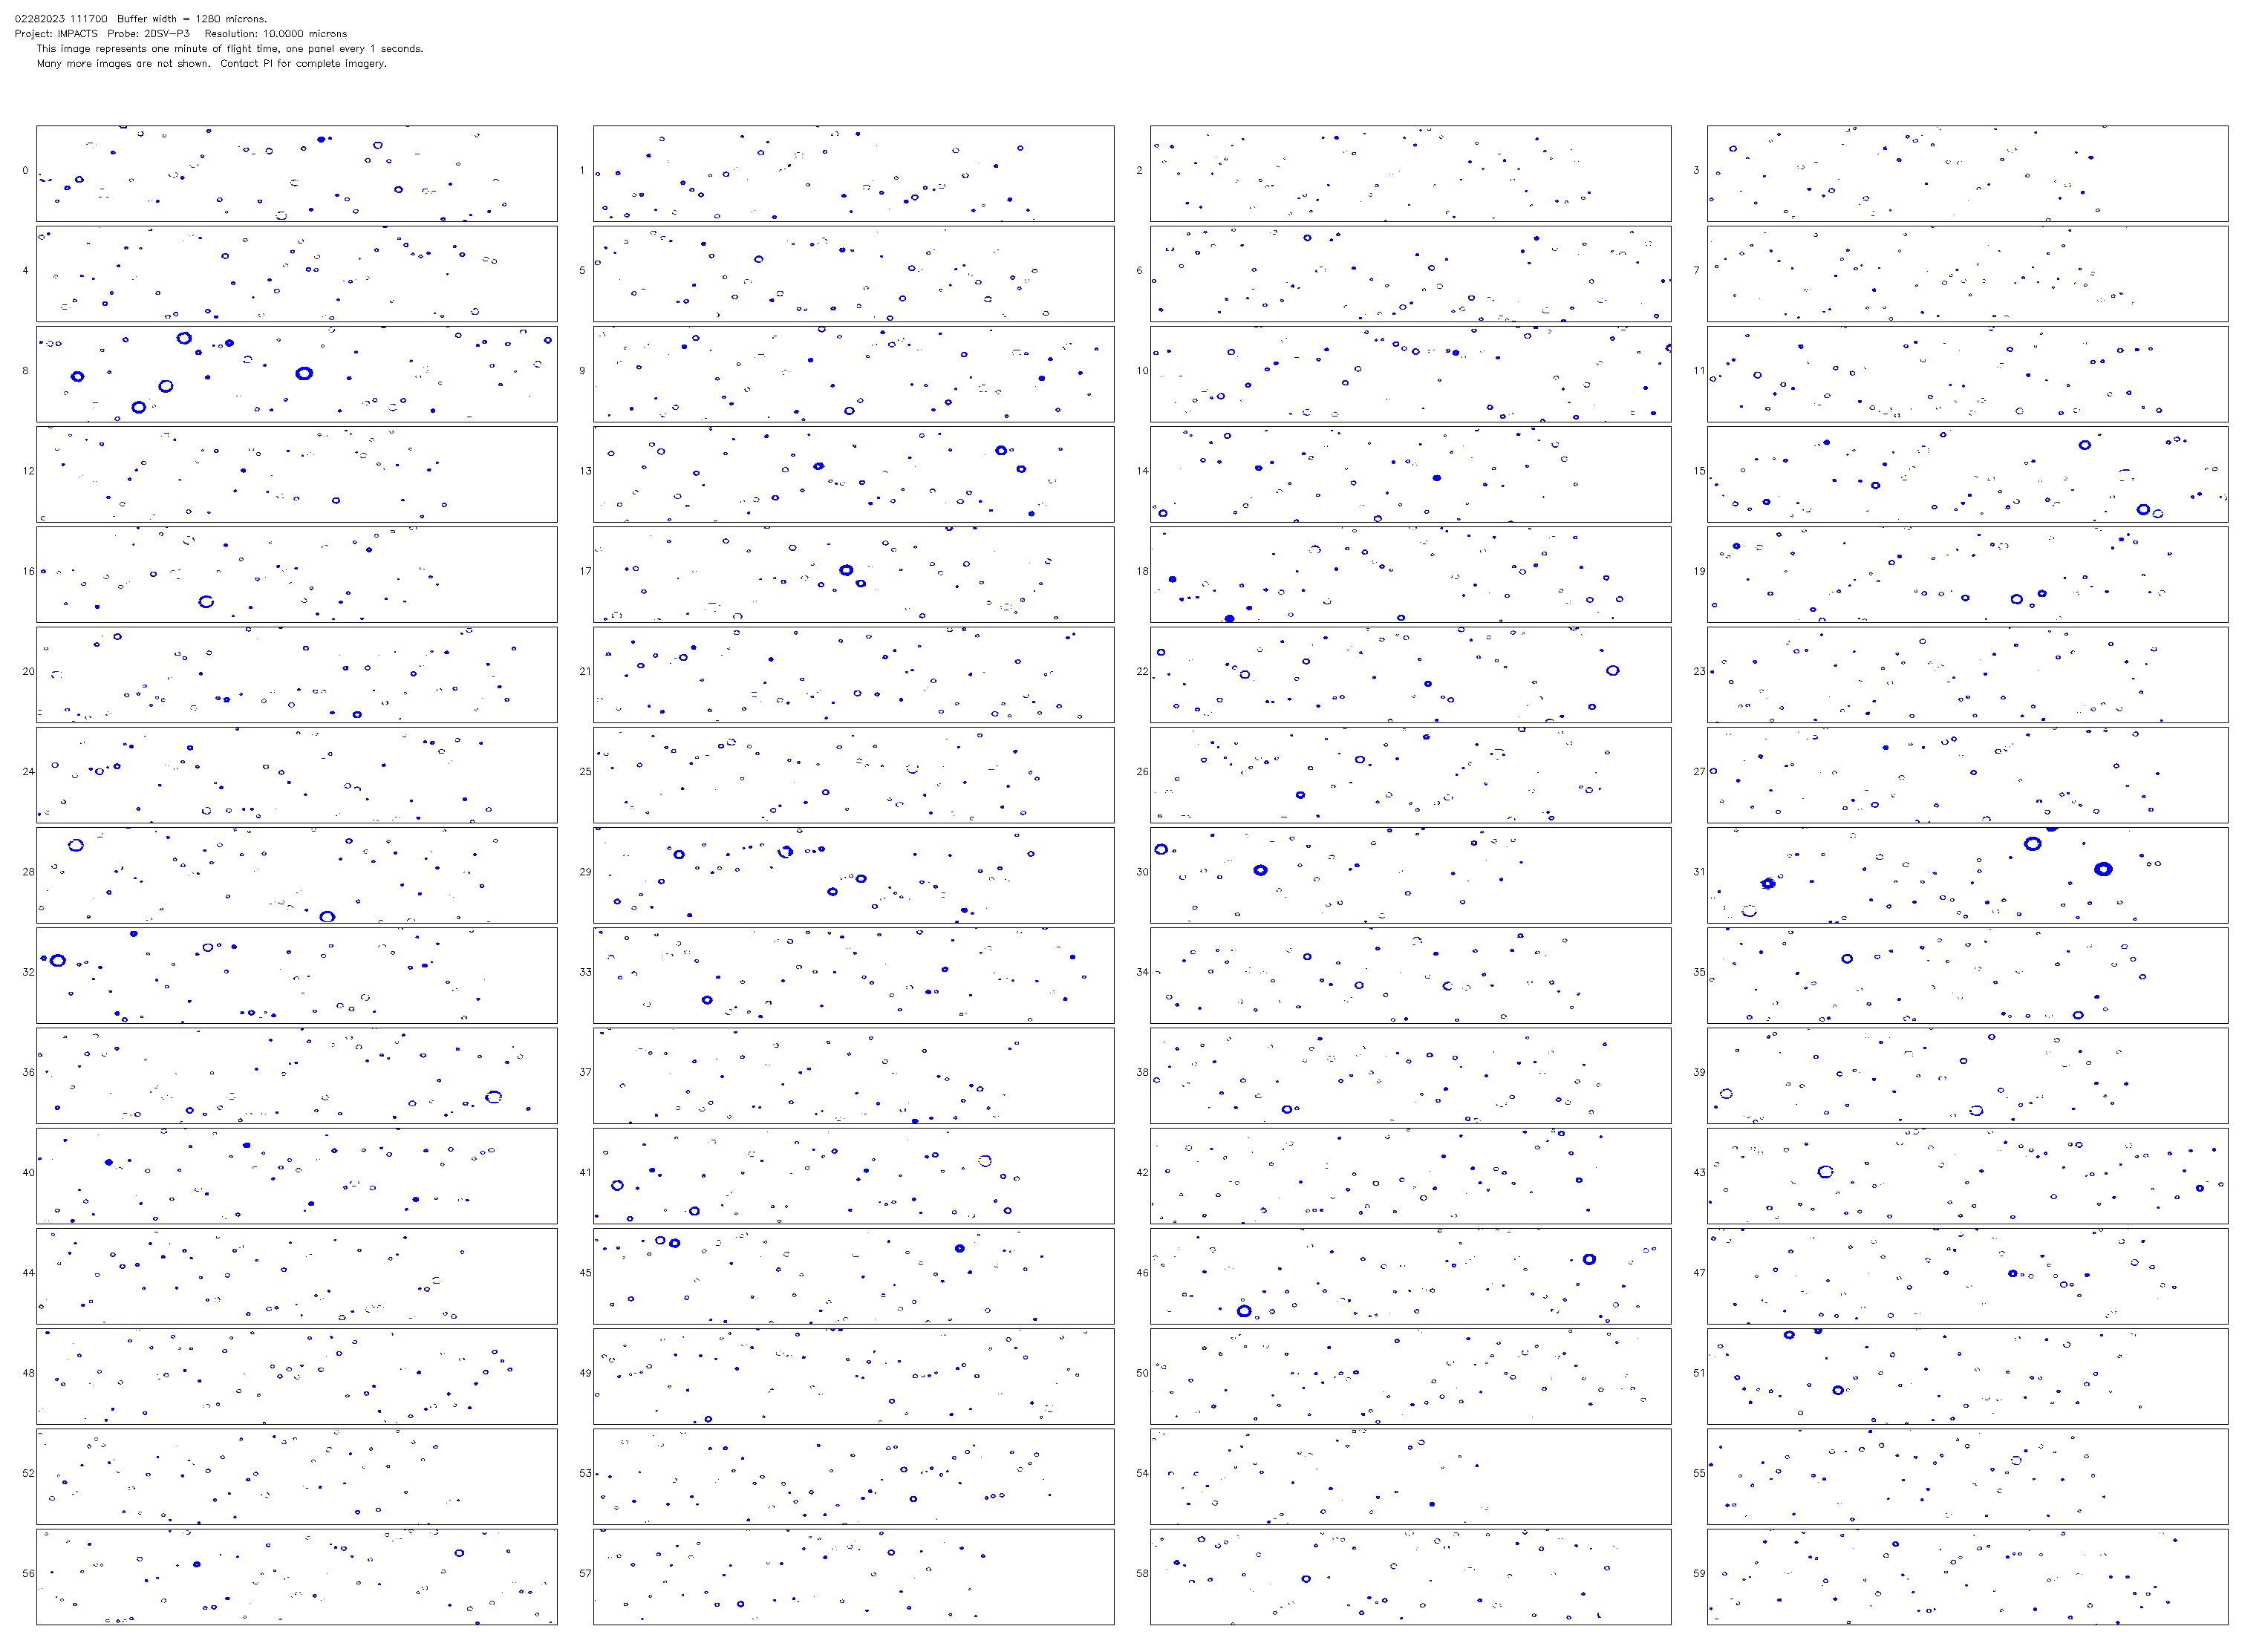 02282023 111700 Buffer width = 1280 microns.
Project: IMPACTS Probe: 2DSV-P3 Resolution: 10.0000 microns
This image represents one minute of flight time, one panel every 1 seconds.
Many more images are not shown. Contact PI for complete imagery.
0 1 2 3
4 5 6 7
8 9 10 11
12 13 14 15
16 17 18 19
20 21 22 23
24 25 26 27
28 29 30 31
32 33 34 35
36 37 38 39
40 41 42 43
44 45 46 47
48 49 50 51
52 53 54 55
56 57 58 59